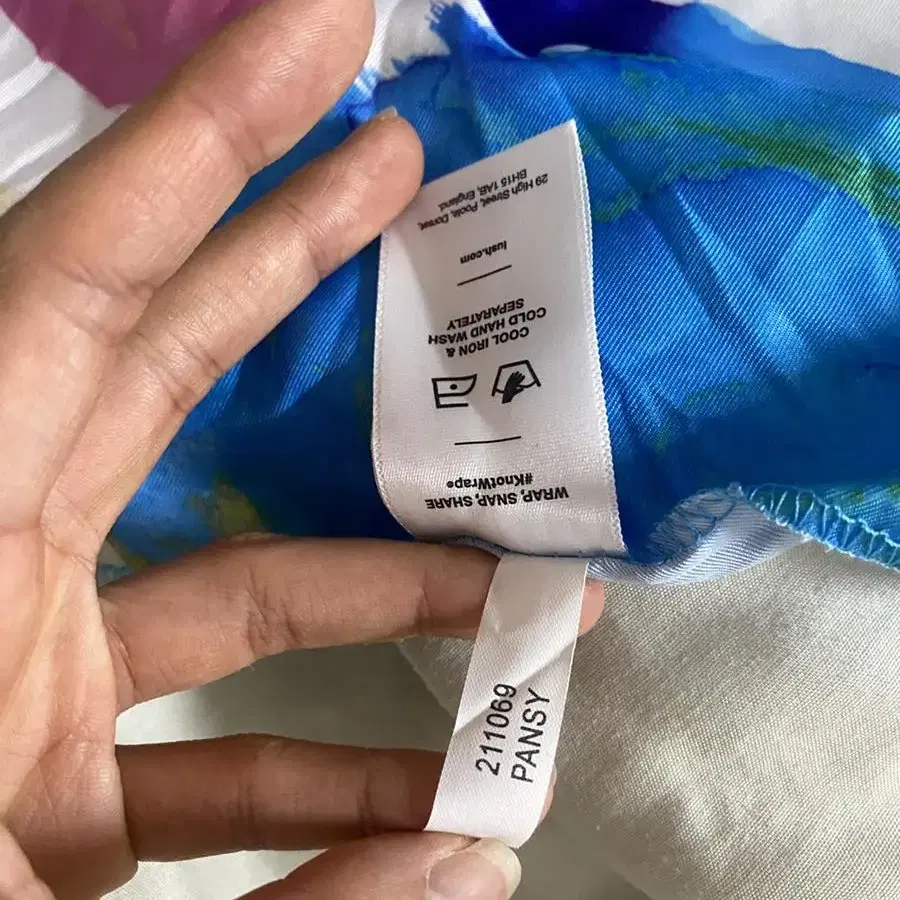 WRAP, SNAP, SHARE
#KnotWraps
COOL IRON &
COLD HAND WASH
SEPARATELY
lush.com
29 High Street, Poole, Dorset,
BH15 1AB, England.
211069
PANSY